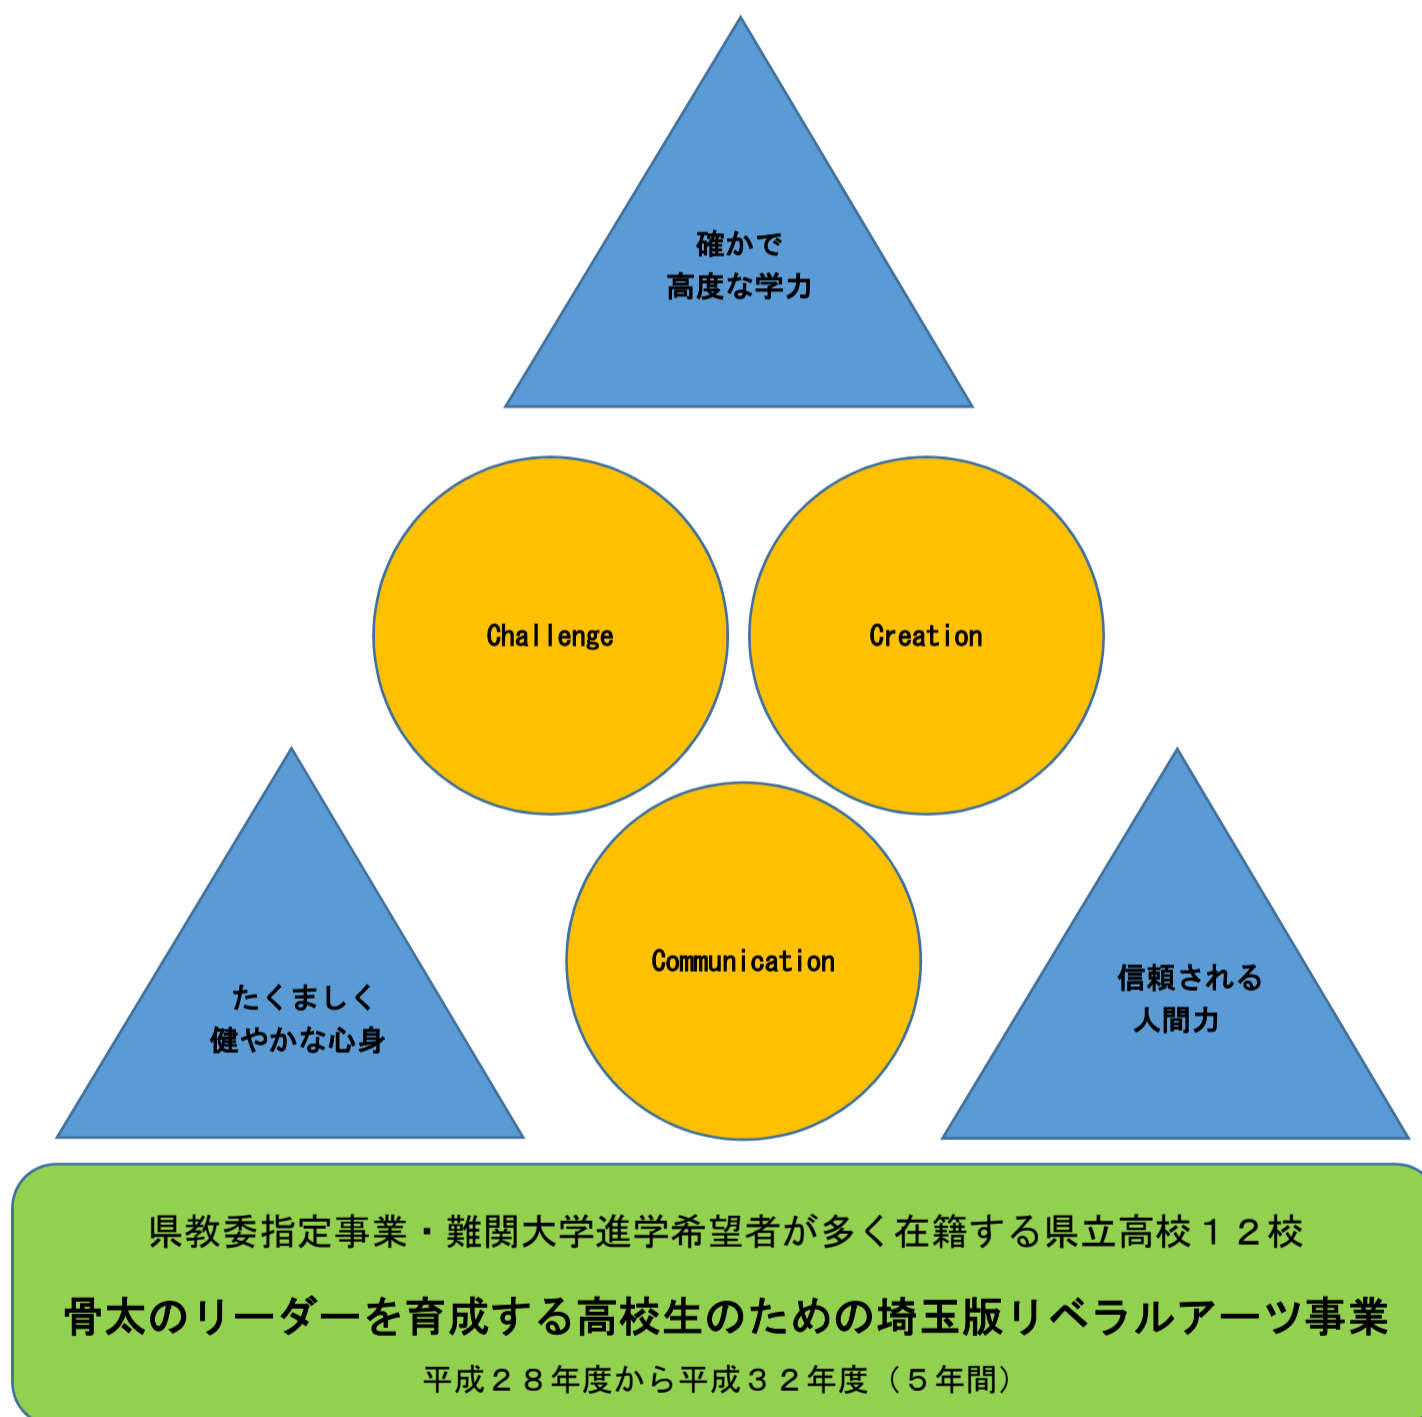 確かで
高度な学力
Challenge
Creation
Communication
たくましく
健やかな心身
信頼される
人間力
県教委指定事業・難関大学進学希望者が多く在籍する県立高校１２校
骨太のリーダーを育成する高校生のための埼玉版リベラルアーツ事業
平成２８年度から平成３２年度（５年間）